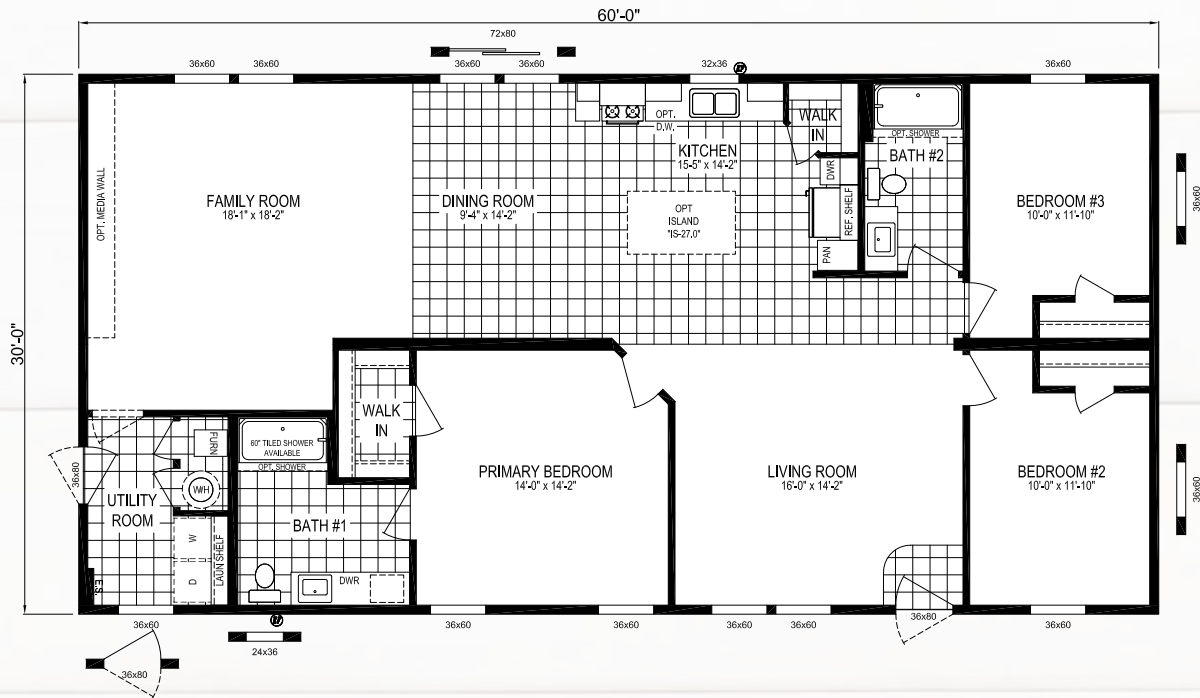 60'-0"
72x80
36x60
36x60
36x60
36x60
32x36
36x60
30'-0"
OPT. MEDIA WALL
FAMILY ROOM
18'-1" x 18'-2"
DINING ROOM
9'-4" x 14'-2"
OPT.
D.W.
KITCHEN
15'-5" x 14'-2"
OPT
ISLAND
"IS-27.0"
WALK
IN
DWR
REF. SHELF
PAN
OPT. SHOWER
BATH #2
BEDROOM #3
10'-0" x 11'-10"
36x60
WALK
IN
60" TILED SHOWER
AVAILABLE
OPT. SHOWER
FURN
W/H
36x80
UTILITY
ROOM
W
D
LAUN SHELF
E.S.
BATH #1
DWR
PRIMARY BEDROOM
14'-0" x 14'-2"
LIVING ROOM
16'-0" x 14'-2"
BEDROOM #2
10'-0" x 11'-10"
36x60
36x60
24x36
36x80
36x60
36x60
36x60
36x60
36x80
36x60